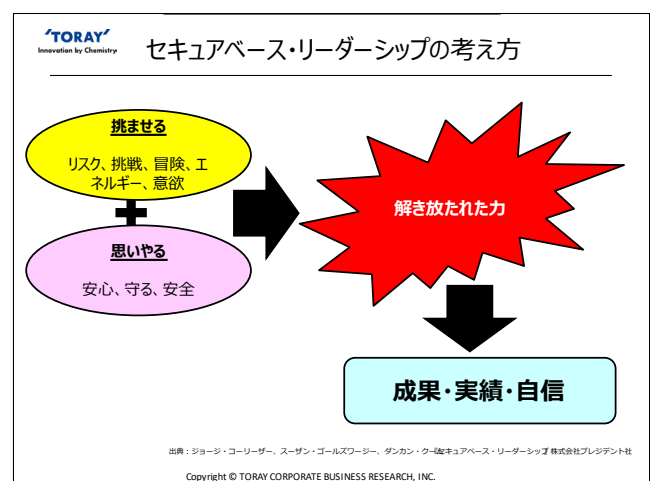 'TORAY'
Innovation by Chemistry
セキュアベース・リーダーシップの考え方
挑ませる
リスク、挑戦、冒険、エ
ネルギー、意欲
思いやる
安心、守る、安全
解き放たれた力
成果・実績・自信
出典：ジョージ・コーリーザー、スーザン・ゴールズワージー、ダンカン・クーム『セキュアベース・リーダーシップ』株式会社プレジデント社
Copyright © TORAY CORPORATE BUSINESS RESEARCH, INC.